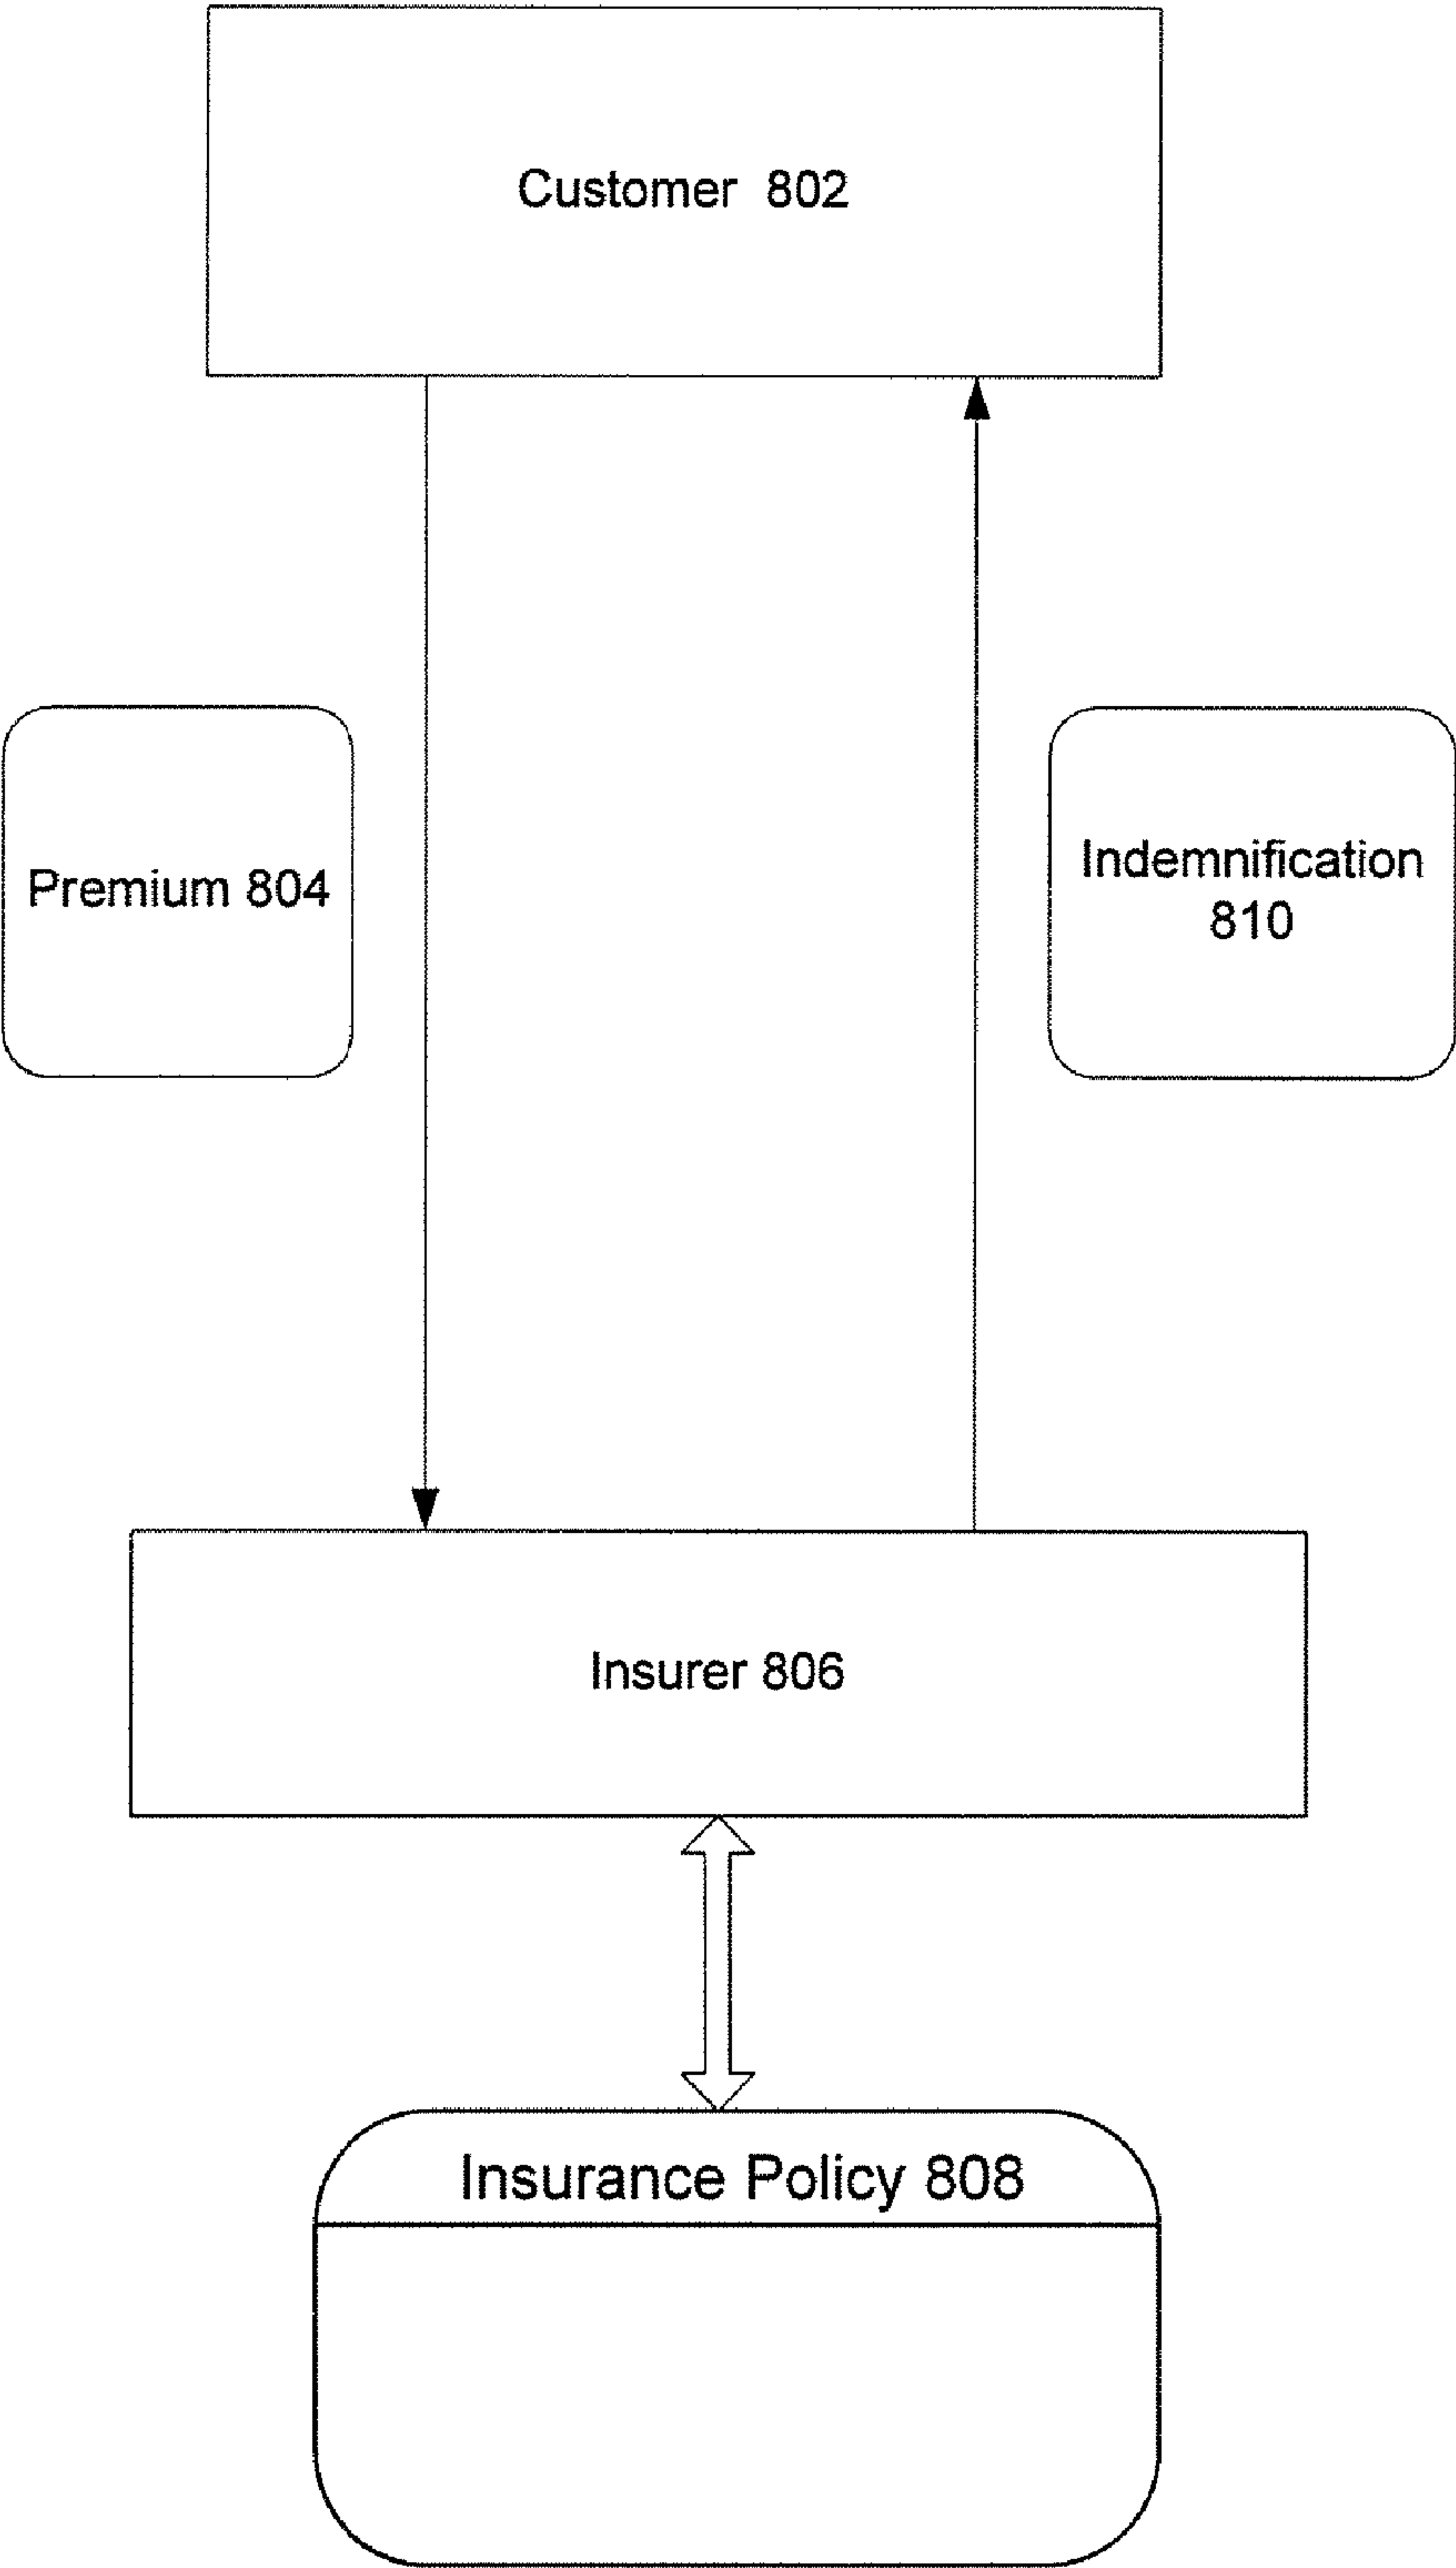 Customer 802
Premium 804
Indemnification
810
Insurer 806
Insurance Policy 808